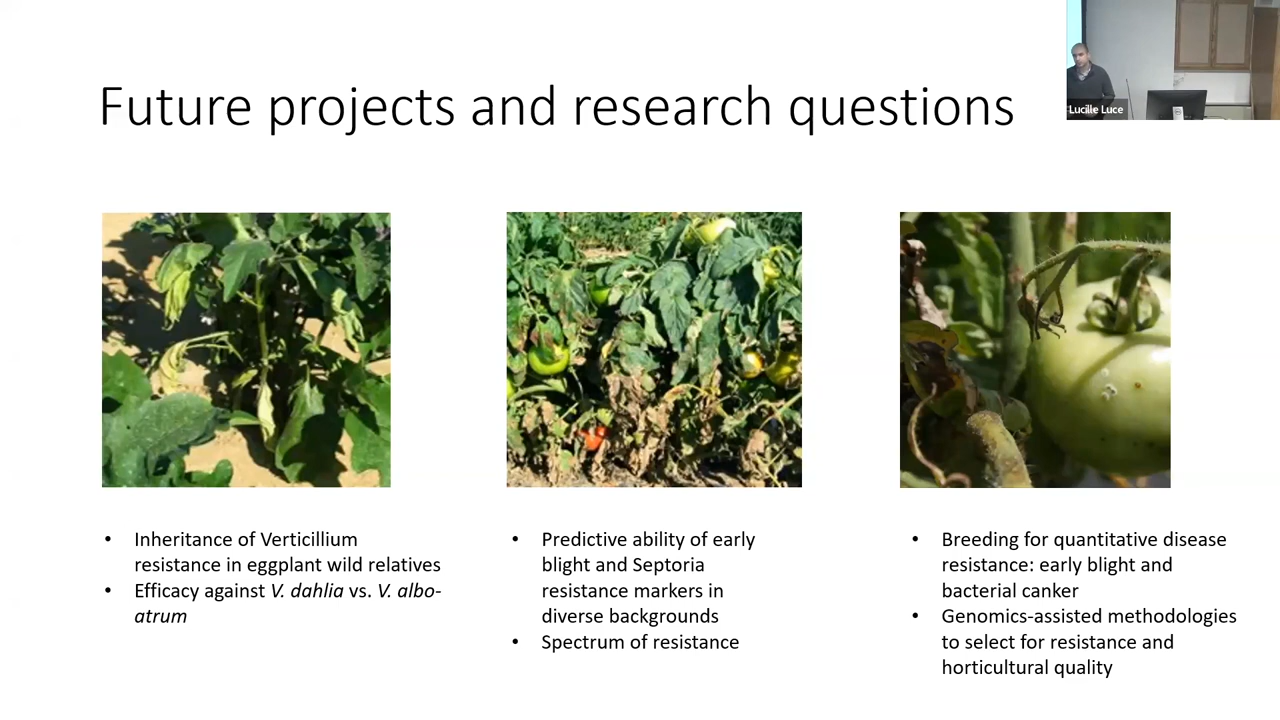 Future projects and research questions
Lucille Luce
• Inheritance of Verticillium
resistance in eggplant wild relatives
• Efficacy against V. dahlia vs. V. albo-
atrum
• Predictive ability of early
blight and Septoria
resistance markers in
diverse backgrounds
• Spectrum of resistance
• Breeding for quantitative disease
resistance: early blight and
bacterial canker
• Genomics-assisted methodologies
to select for resistance and
horticultural quality